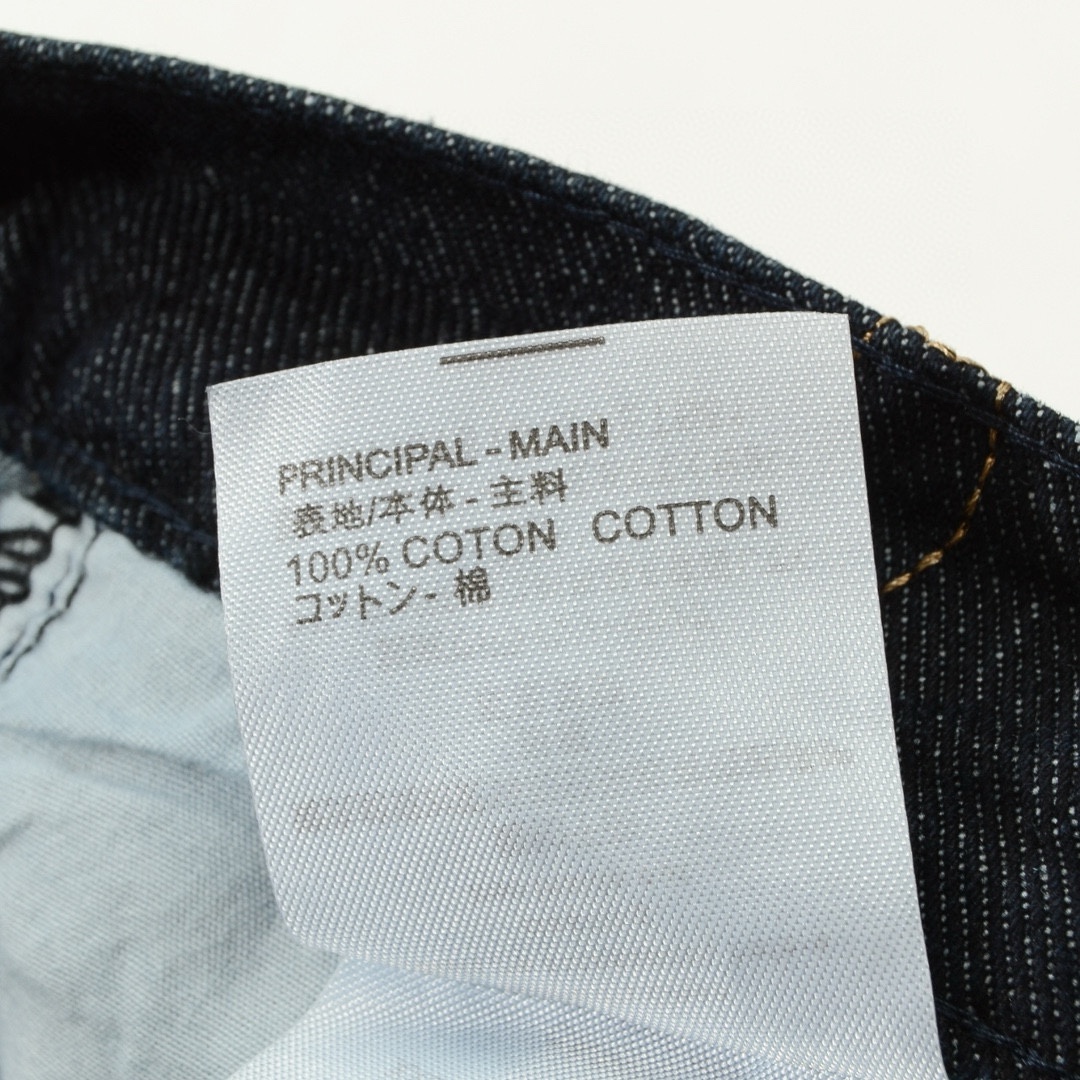 PRINCIPAL - MAIN
表地/本体 - 主料
100% COTON COTTON
コットン - 棉